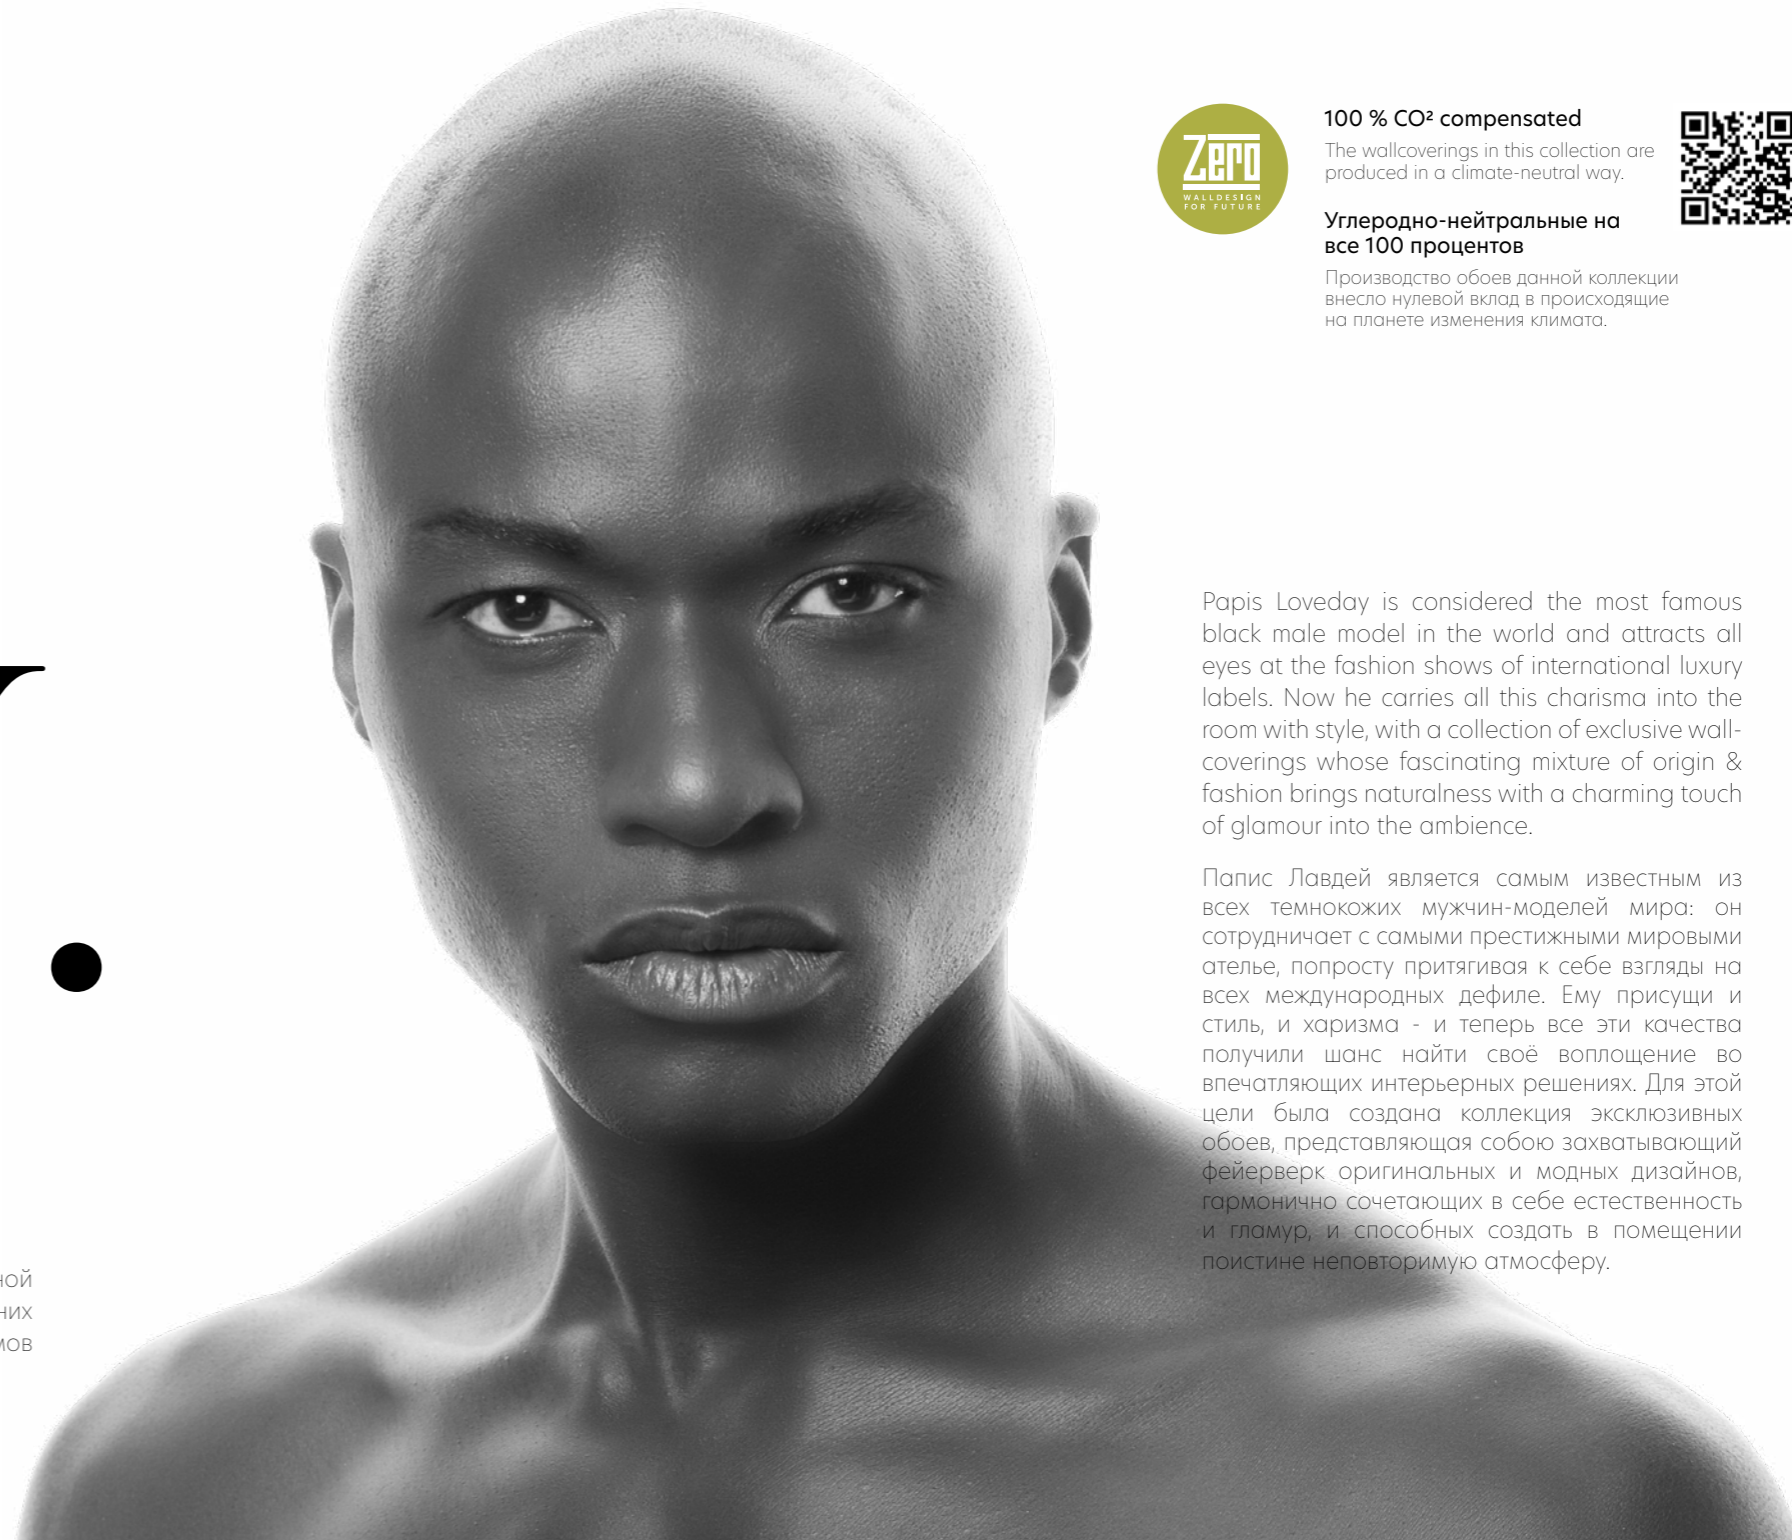 Zero
WALLDESIGN
FOR FUTURE
100 % CO² compensated
The wallcoverings in this collection are
produced in a climate-neutral way.
Углеродно-нейтральные на
все 100 процентов
Производство обоев данной коллекции
внесло нулевой вклад в происходящие
на планете изменения климата.
Papis Loveday is considered the most famous
black male model in the world and attracts all
eyes at the fashion shows of international luxury
labels. Now he carries all this charisma into the
room with style, with a collection of exclusive wall-
coverings whose fascinating mixture of origin &
fashion brings naturalness with a charming touch
of glamour into the ambience.
Папис Лавдей является самым известным из
всех темнокожих мужчин-моделей мира: он
сотрудничает с самыми престижными мировыми
ателье, попросту притягивая к себе взгляды на
всех международных дефиле. Ему присущи и
стиль, и харизма - и теперь все эти качества
получили шанс найти своё воплощение во
впечатляющих интерьерных решениях. Для этой
цели была создана коллекция эксклюзивных
обоев, представляющая собою захватывающий
фейерверк оригинальных и модных дизайнов,
гармонично сочетающих в себе естественность
и гламур, и способных создать в помещении
поистине неповторимую атмосферу.